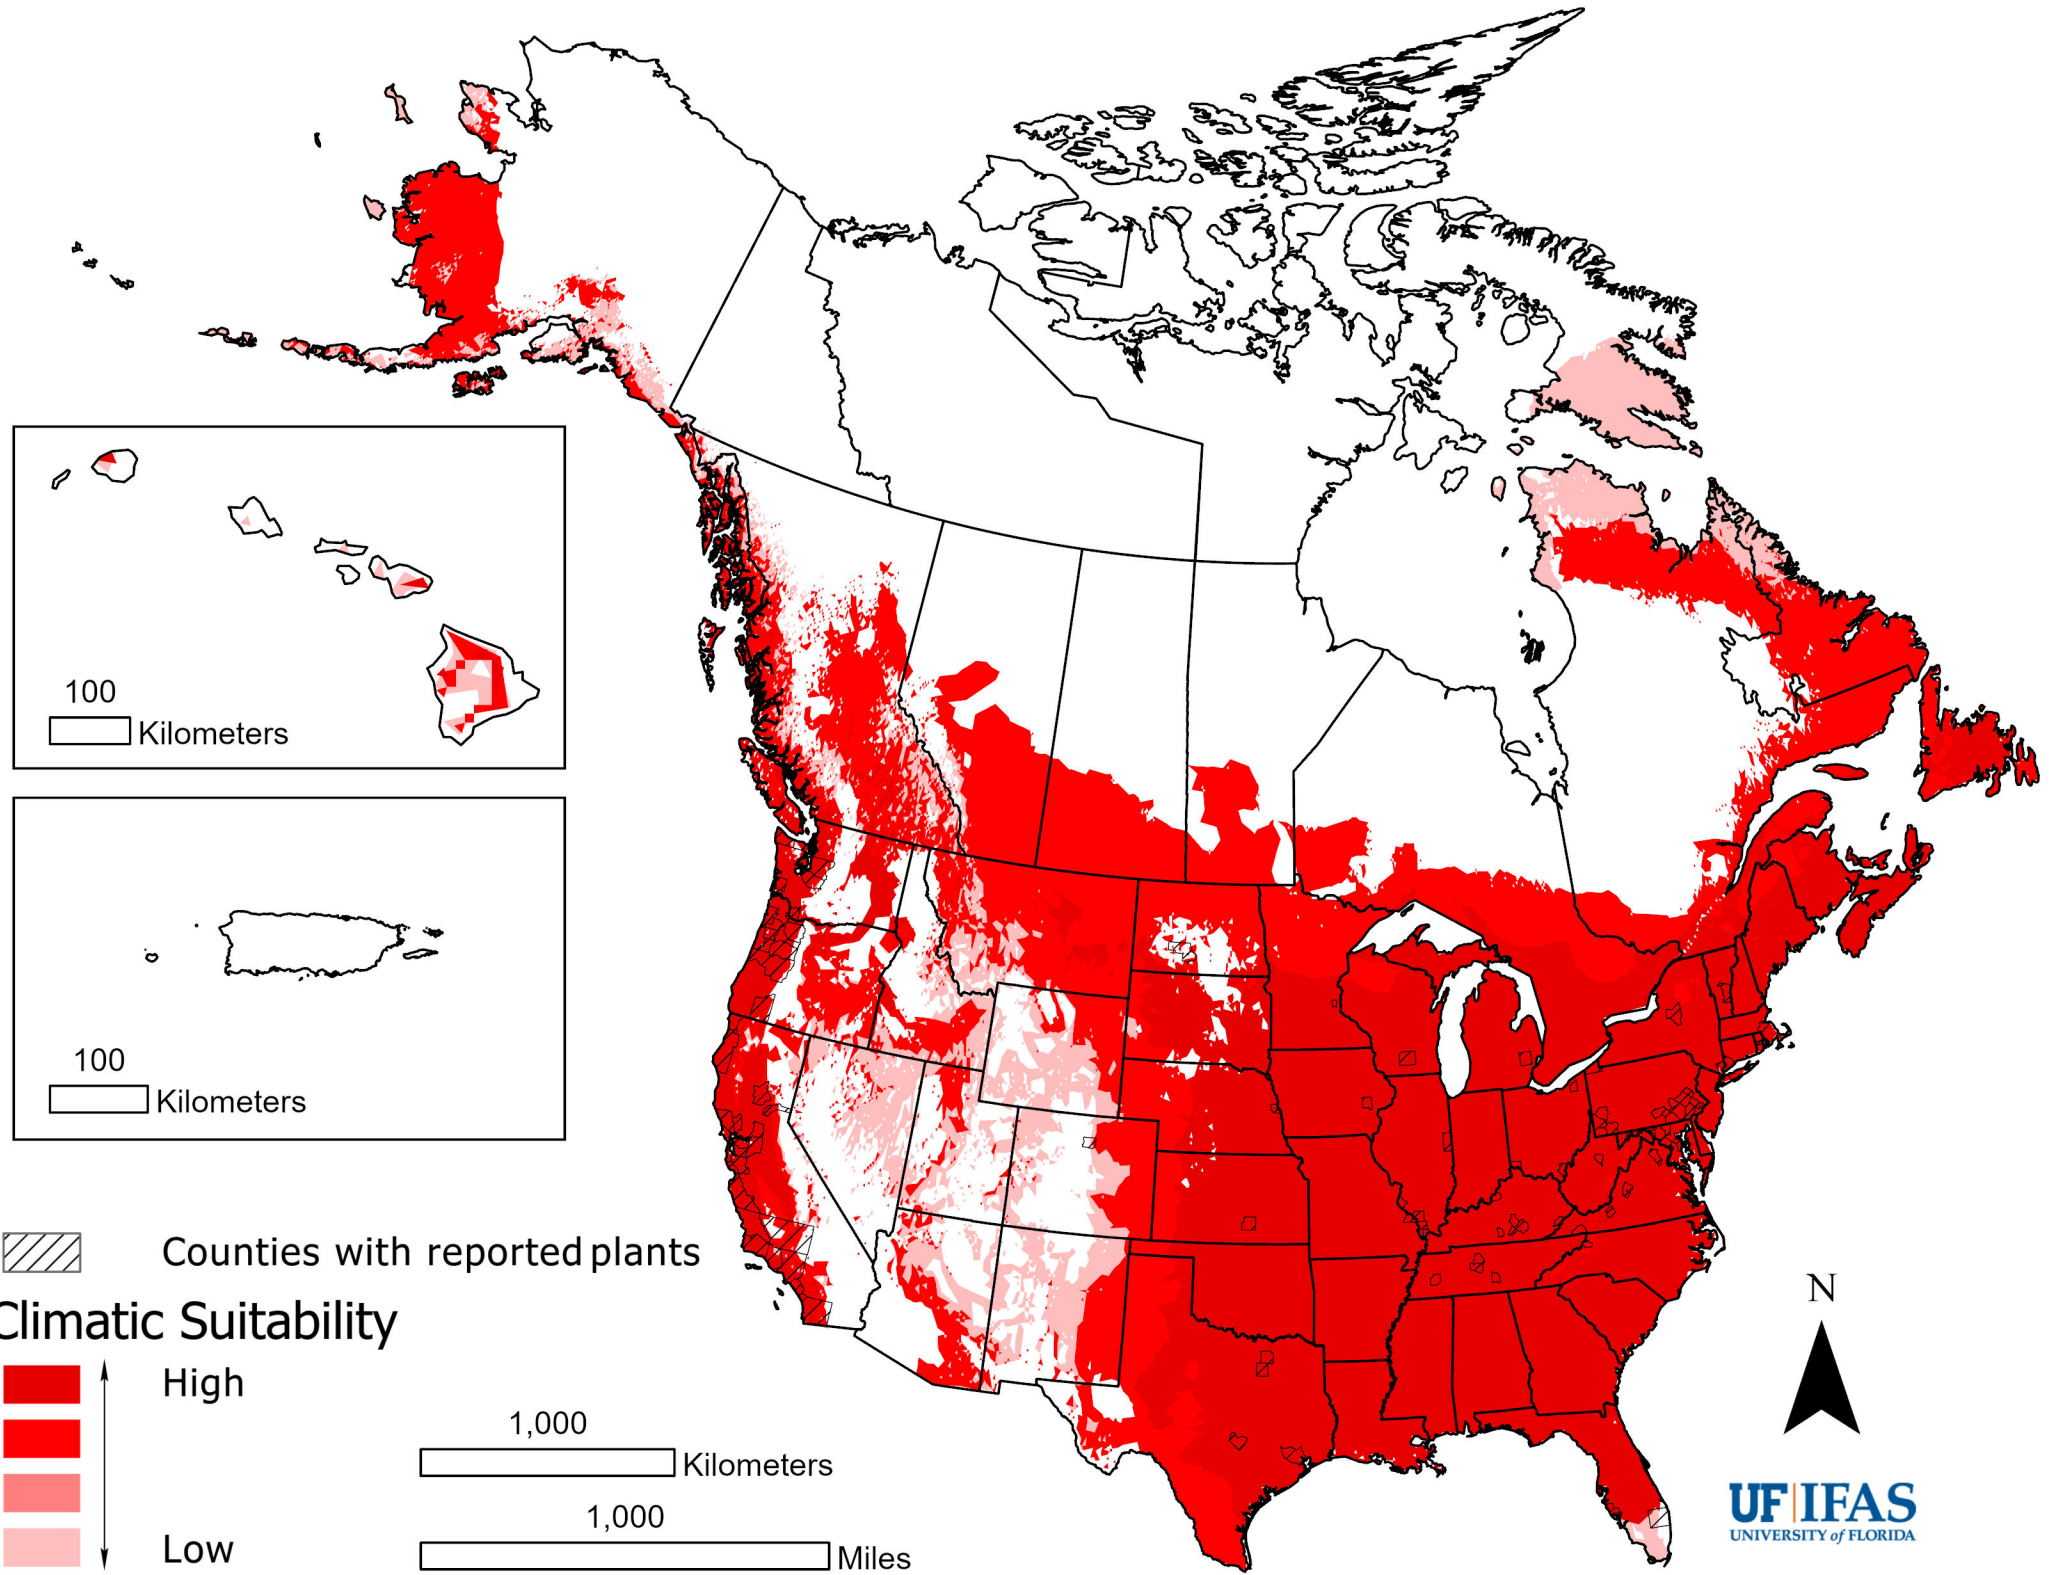 100
Kilometers
100
Kilometers
Counties with reported plants
Climatic Suitability
High
Low
1,000
Kilometers
1,000
Miles
N
UF|IFAS
UNIVERSITY of FLORIDA